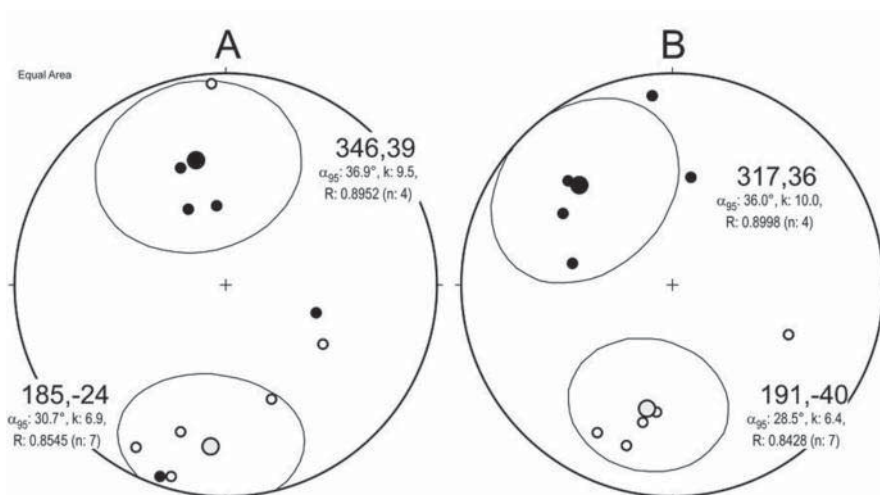 A
B
Equal Area
346,39
α95: 36.9°, k: 9.5,
R: 0.8952 (n: 4)
317,36
α95: 36.0°, k: 10.0,
R: 0.8998 (n: 4)
185,-24
α95: 30.7°, k: 6.9,
R: 0.8545 (n: 7)
191,-40
α95: 28.5°, k: 6.4,
R: 0.8428 (n: 7)